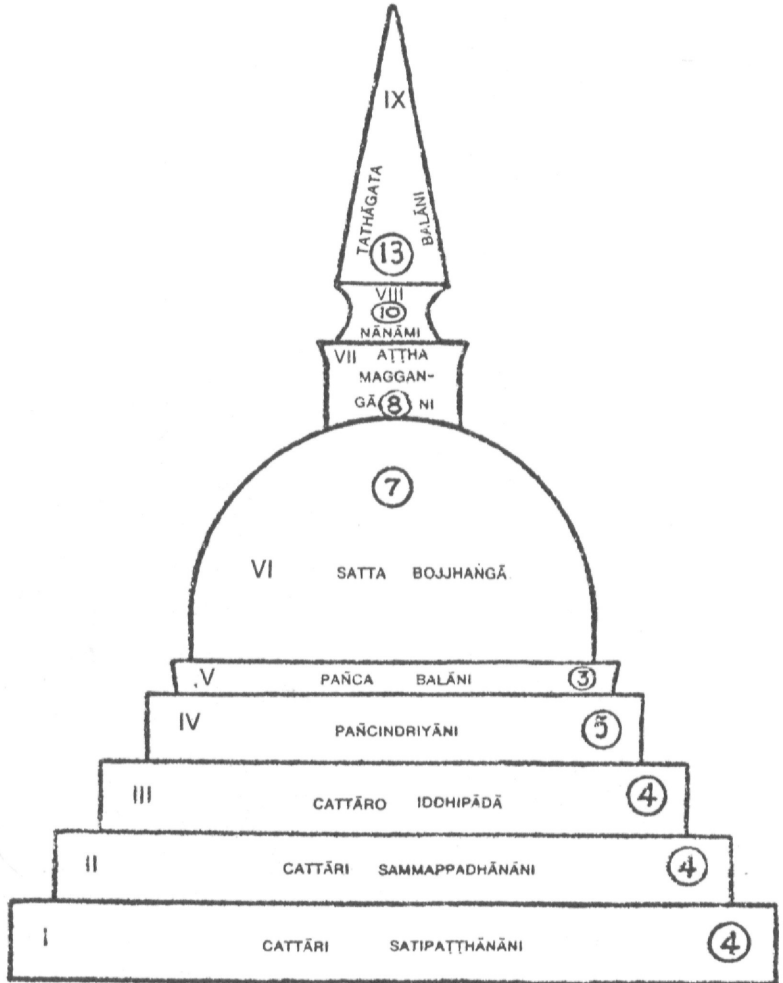 IX
TATHĀGATA BALĀNI
13
VIII
10
NĀNĀMI
VII AṬṬHA
MAGGAN-
GĀ 8 NI
7
VI SATTA BOJJHAṄGĀ
.V PAÑCA BALĀNI 3
IV PAÑCINDRIYĀNI 5
III CATTĀRO IDDHIPĀDĀ 4
II CATTĀRI SAMMAPPADHĀNĀNI 4
I CATTĀRI SATIPAṬṬHĀNĀNI 4